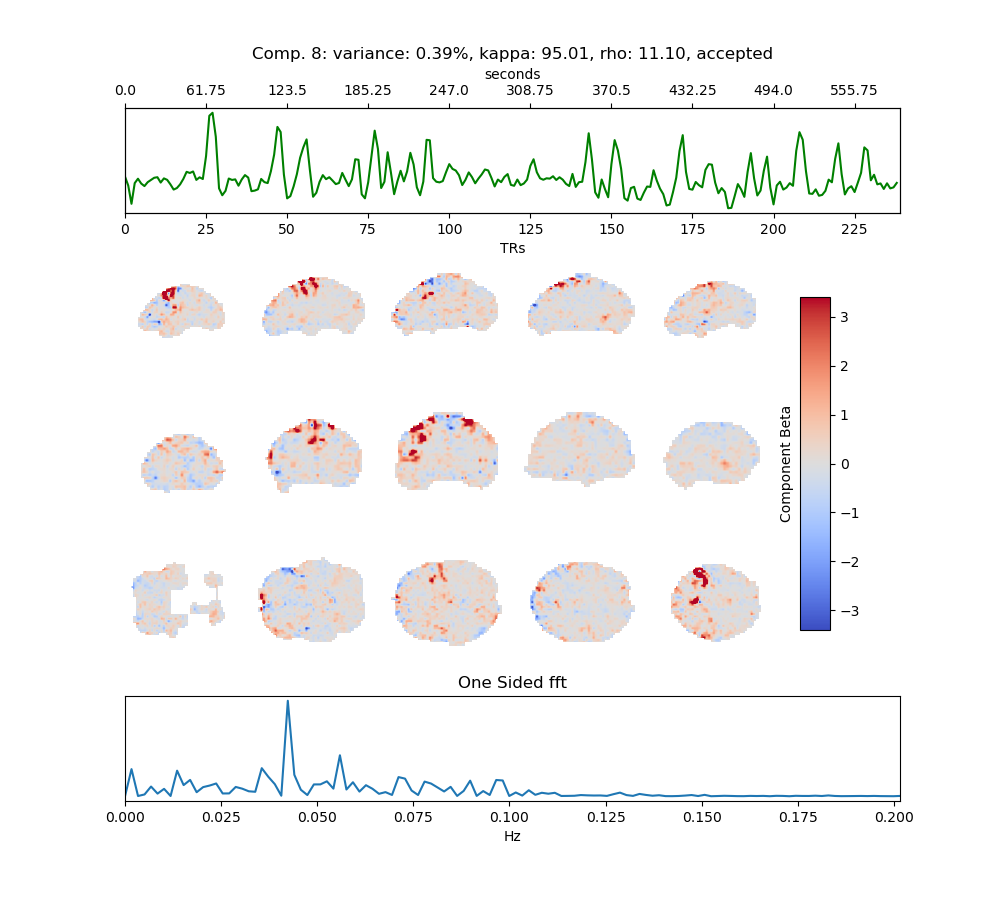 Comp. 8: variance: 0.39%, kappa: 95.01, rho: 11.10, accepted
seconds
0.0 61.75 123.5 185.25 247.0 308.75 370.5 432.25 494.0 555.75
0 25 50 75 100 125 150 175 200 225
TRs
3
2
1
0
−1
−2
−3
Component Beta
One Sided fft
0.000 0.025 0.050 0.075 0.100 0.125 0.150 0.175 0.200
Hz